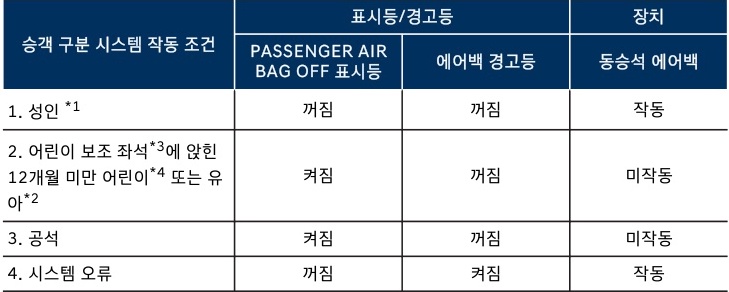 승객 구분 시스템 작동 조건 표시등/경고등 장치
PASSENGER AIR BAG OFF 표시등 에어백 경고등 동승석 에어백
1. 성인 *1 꺼짐 꺼짐 작동
2. 어린이 보조 좌석*3에 앉힌
12개월 미만 어린이*4 또는 유
아*2 켜짐 꺼짐 미작동
3. 공석 켜짐 꺼짐 미작동
4. 시스템 오류 꺼짐 켜짐 작동